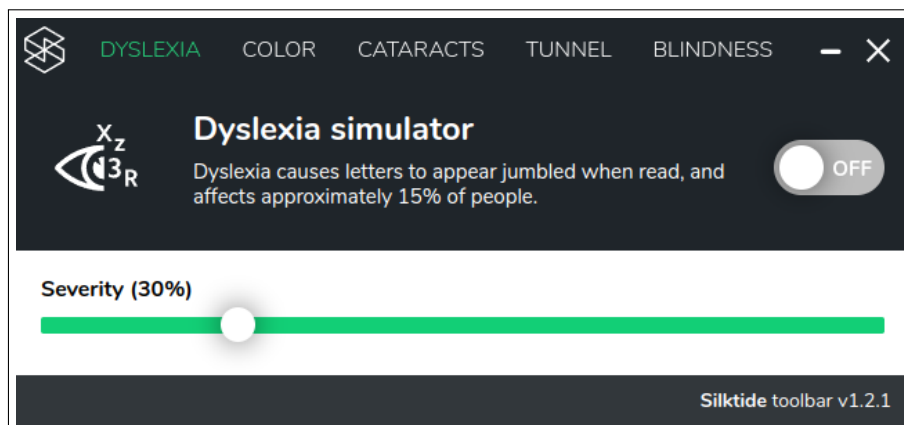 DYSLEXIA COLOR CATARACTS TUNNEL BLINDNESS
X
Z
3
R
Dyslexia simulator
Dyslexia causes letters to appear jumbled when read, and
affects approximately 15% of people.
OFF
Severity (30%)
Silktide toolbar v1.2.1